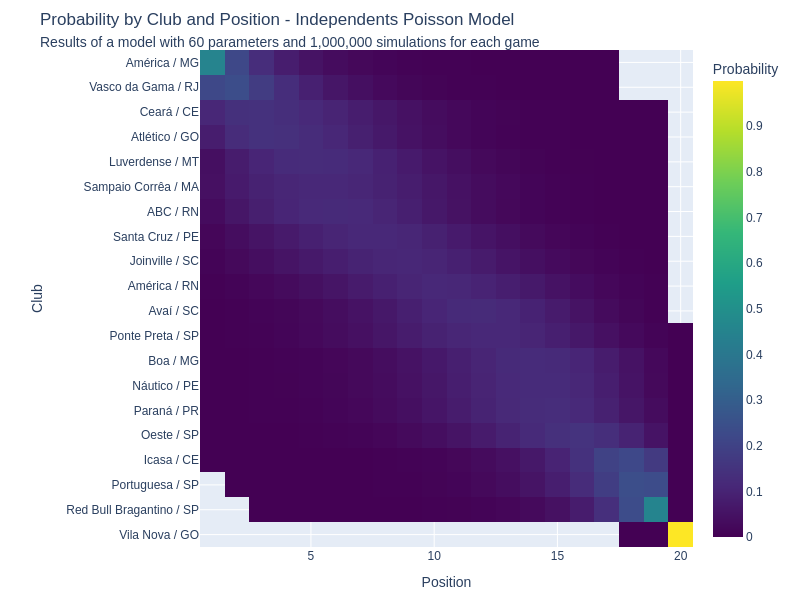 Probability by Club and Position - Independents Poisson Model
Results of a model with 60 parameters and 1,000,000 simulations for each game
Probability
América / MG
Vasco da Gama / RJ
Ceará / CE
Atlético / GO
Luverdense / MT
Sampaio Corrêa / MA
ABC / RN
Santa Cruz / PE
Joinville / SC
América / RN
Avaí / SC
Ponte Preta / SP
Boa / MG
Náutico / PE
Paraná / PR
Oeste / SP
Icasa / CE
Portuguesa / SP
Red Bull Bragantino / SP
Vila Nova / GO
Club
5
10
15
20
Position
0.9
0.8
0.7
0.6
0.5
0.4
0.3
0.2
0.1
0